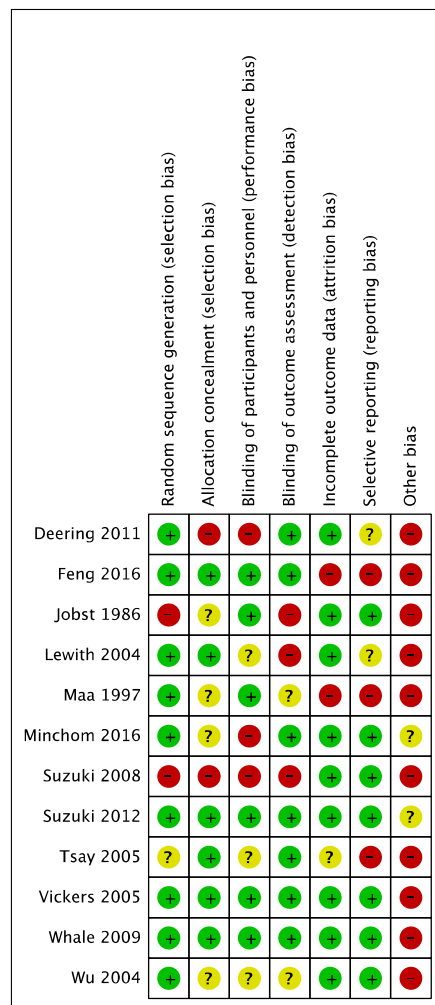 Random sequence generation (selection bias)
Allocation concealment (selection bias)
Blinding of participants and personnel (performance bias)
Blinding of outcome assessment (detection bias)
Incomplete outcome data (attrition bias)
Selective reporting (reporting bias)
Other bias
Deering 2011 + - - + + ? -
Feng 2016 + + + + - - -
Jobst 1986 - ? + - + + -
Lewith 2004 + + ? - + ? -
Maa 1997 + ? + ? - - -
Minchom 2016 + ? - + + + ?
Suzuki 2008 - - - - + + -
Suzuki 2012 + + + + + + ?
Tsay 2005 ? + ? + ? - -
Vickers 2005 + + + + + + -
Whale 2009 + + + + + + -
Wu 2004 + ? ? ? + + -